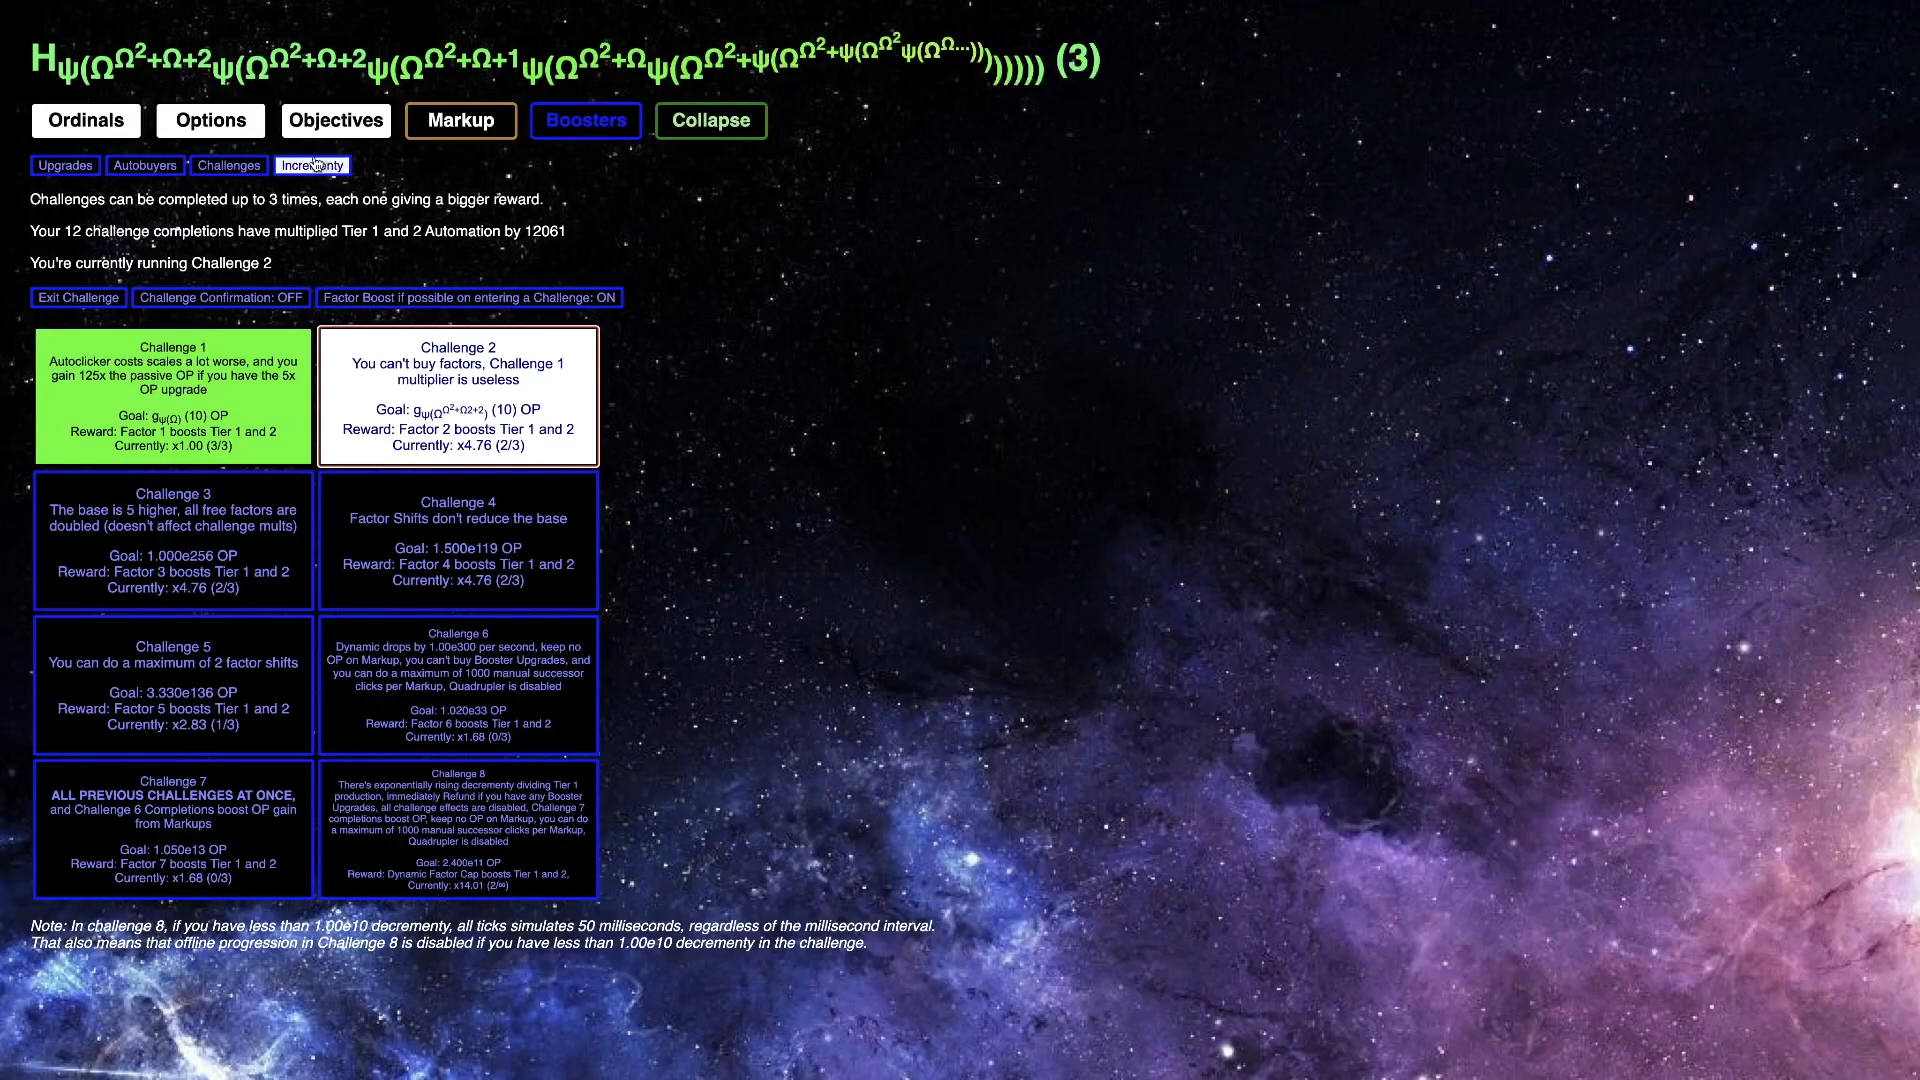 Hψ(Ω^Ω^2+Ω+2ψ(Ω^Ω^2+Ω+2ψ(Ω^Ω^2+Ω+1ψ(Ω^Ω^2+Ωψ(Ω^Ω^2+ψ(Ω^Ω^2+ψ(Ω^Ω^2ψ(Ω^Ω...))))))))) (3)
Ordinals Options Objectives Markup Boosters Collapse
Upgrades Autobuyers Challenges Incrementy
Challenges can be completed up to 3 times, each one giving a bigger reward.
Your 12 challenge completions have multiplied Tier 1 and 2 Automation by 12061
You're currently running Challenge 2
Exit Challenge Challenge Confirmation: OFF Factor Boost if possible on entering a Challenge: ON
Challenge 1
Autoclicker costs scales a lot worse, and you
gain 125x the passive OP if you have the 5x
OP upgrade
Goal: gψ(Ω) (10) OP
Reward: Factor 1 boosts Tier 1 and 2
Currently: x1.00 (3/3)
Challenge 2
You can't buy factors, Challenge 1
multiplier is useless
Goal: gψ(Ω^Ω^2+Ω2+2) (10) OP
Reward: Factor 2 boosts Tier 1 and 2
Currently: x4.76 (2/3)
Challenge 3
The base is 5 higher, all free factors are
doubled (doesn't affect challenge mults)
Goal: 1.000e256 OP
Reward: Factor 3 boosts Tier 1 and 2
Currently: x4.76 (2/3)
Challenge 4
Factor Shifts don't reduce the base
Goal: 1.500e119 OP
Reward: Factor 4 boosts Tier 1 and 2
Currently: x4.76 (2/3)
Challenge 5
You can do a maximum of 2 factor shifts
Goal: 3.330e136 OP
Reward: Factor 5 boosts Tier 1 and 2
Currently: x2.83 (1/3)
Challenge 6
Dynamic drops by 1.00e300 per second, keep no
OP on Markup, you can't buy Booster Upgrades, and
you can do a maximum of 1000 manual successor
clicks per Markup, Quadrupler is disabled
Goal: 1.020e33 OP
Reward: Factor 6 boosts Tier 1 and 2
Currently: x1.68 (0/3)
Challenge 7
ALL PREVIOUS CHALLENGES AT ONCE,
and Challenge 6 Completions boost OP gain
from Markups
Goal: 1.050e13 OP
Reward: Factor 7 boosts Tier 1 and 2
Currently: x1.68 (0/3)
Challenge 8
There's exponentially rising decrementy dividing Tier 1
production, immediately Refund if you have any Booster
Upgrades, all challenge effects are disabled, Challenge 7
completions boost OP, keep no OP on Markup, you can do
a maximum of 1000 manual successor clicks per Markup,
Quadrupler is disabled
Goal: 2.400e11 OP
Reward: Dynamic Factor Cap boosts Tier 1 and 2,
Currently: x14.01 (2/∞)
Note: In challenge 8, if you have less than 1.00e10 decrementy, all ticks simulates 50 milliseconds, regardless of the millisecond interval.
That also means that offline progression in Challenge 8 is disabled if you have less than 1.00e10 decrementy in the challenge.